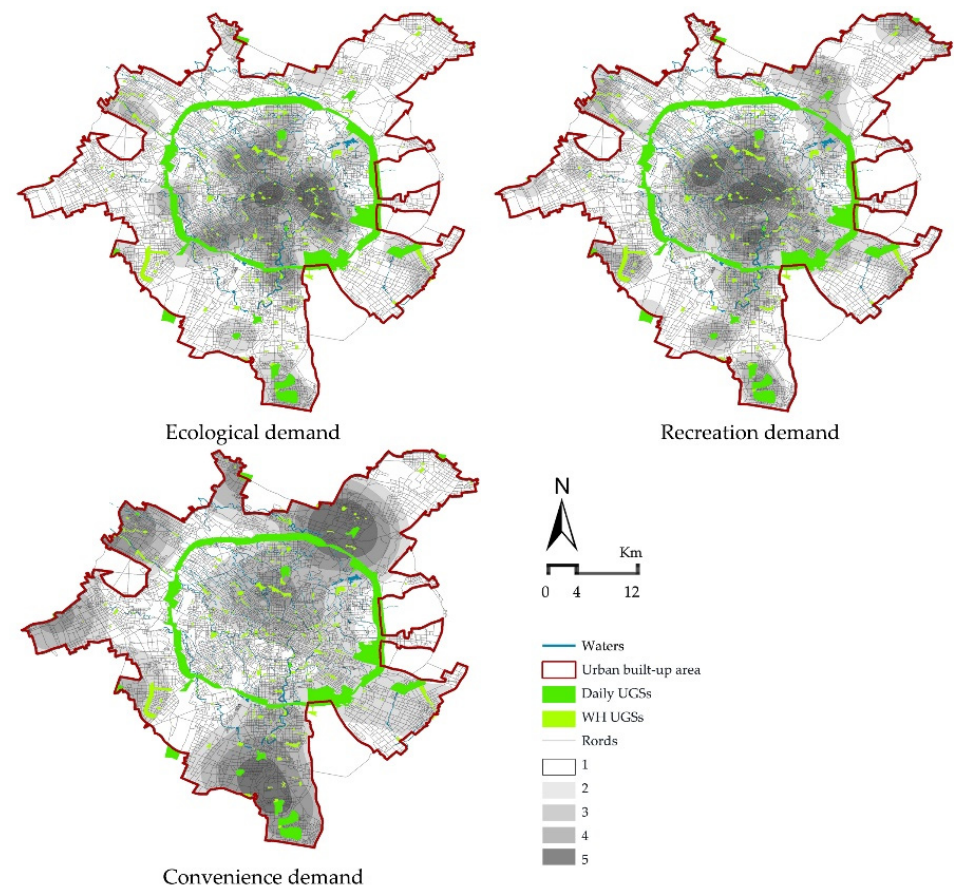 Ecological demand
Recreation demand
Convenience demand
N
Km
0 4 12
Waters
Urban built-up area
Daily UGSs
WH UGSs
Rords
1
2
3
4
5